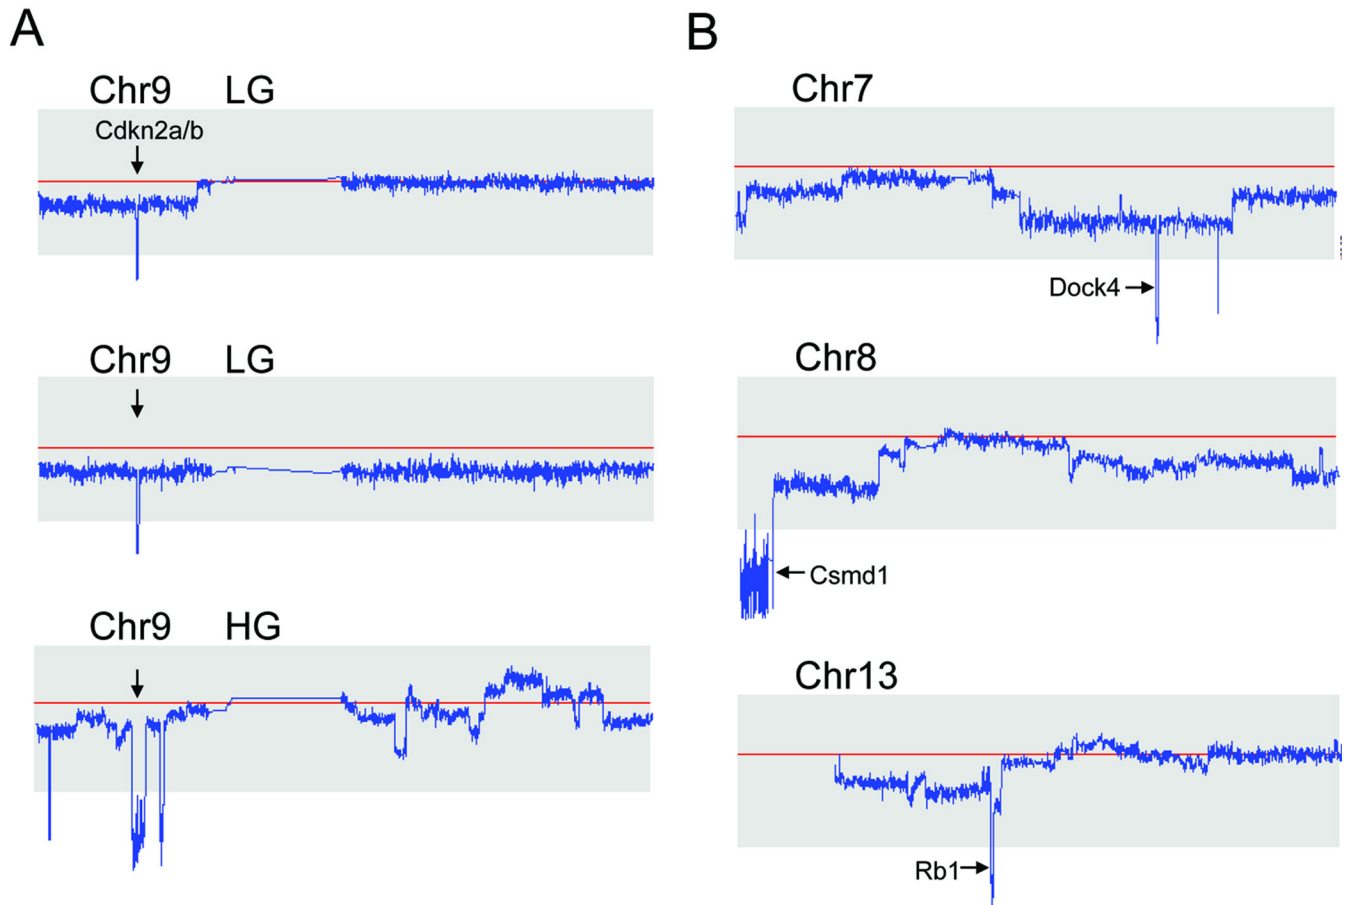 A
Chr9 LG
Cdkn2a/b
Chr9 LG
Chr9 HG
B
Chr7
Dock4
Chr8
Csmd1
Chr13
Rb1